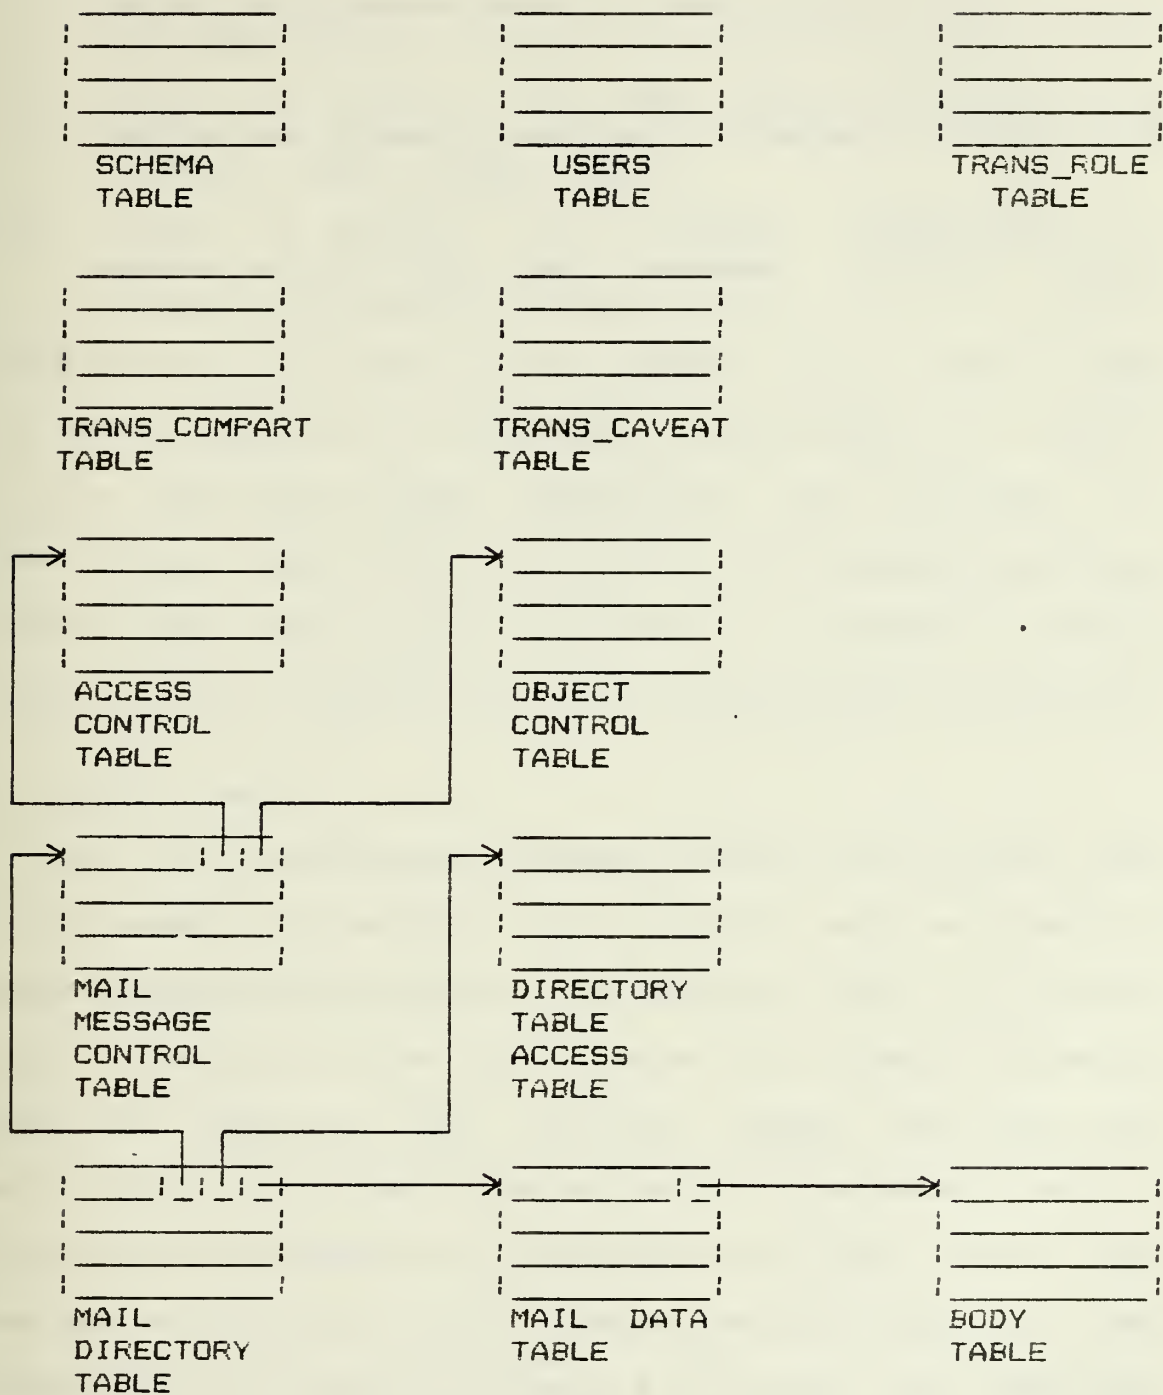 SCHEMA
TABLE
USERS
TABLE
TRANS_ROLE
TABLE
TRANS_COMPART
TABLE
TRANS_CAVEAT
TABLE
ACCESS
CONTROL
TABLE
OBJECT
CONTROL
TABLE
MAIL
MESSAGE
CONTROL
TABLE
DIRECTORY
TABLE
ACCESS
TABLE
MAIL
DIRECTORY
TABLE
MAIL DATA
TABLE
BODY
TABLE